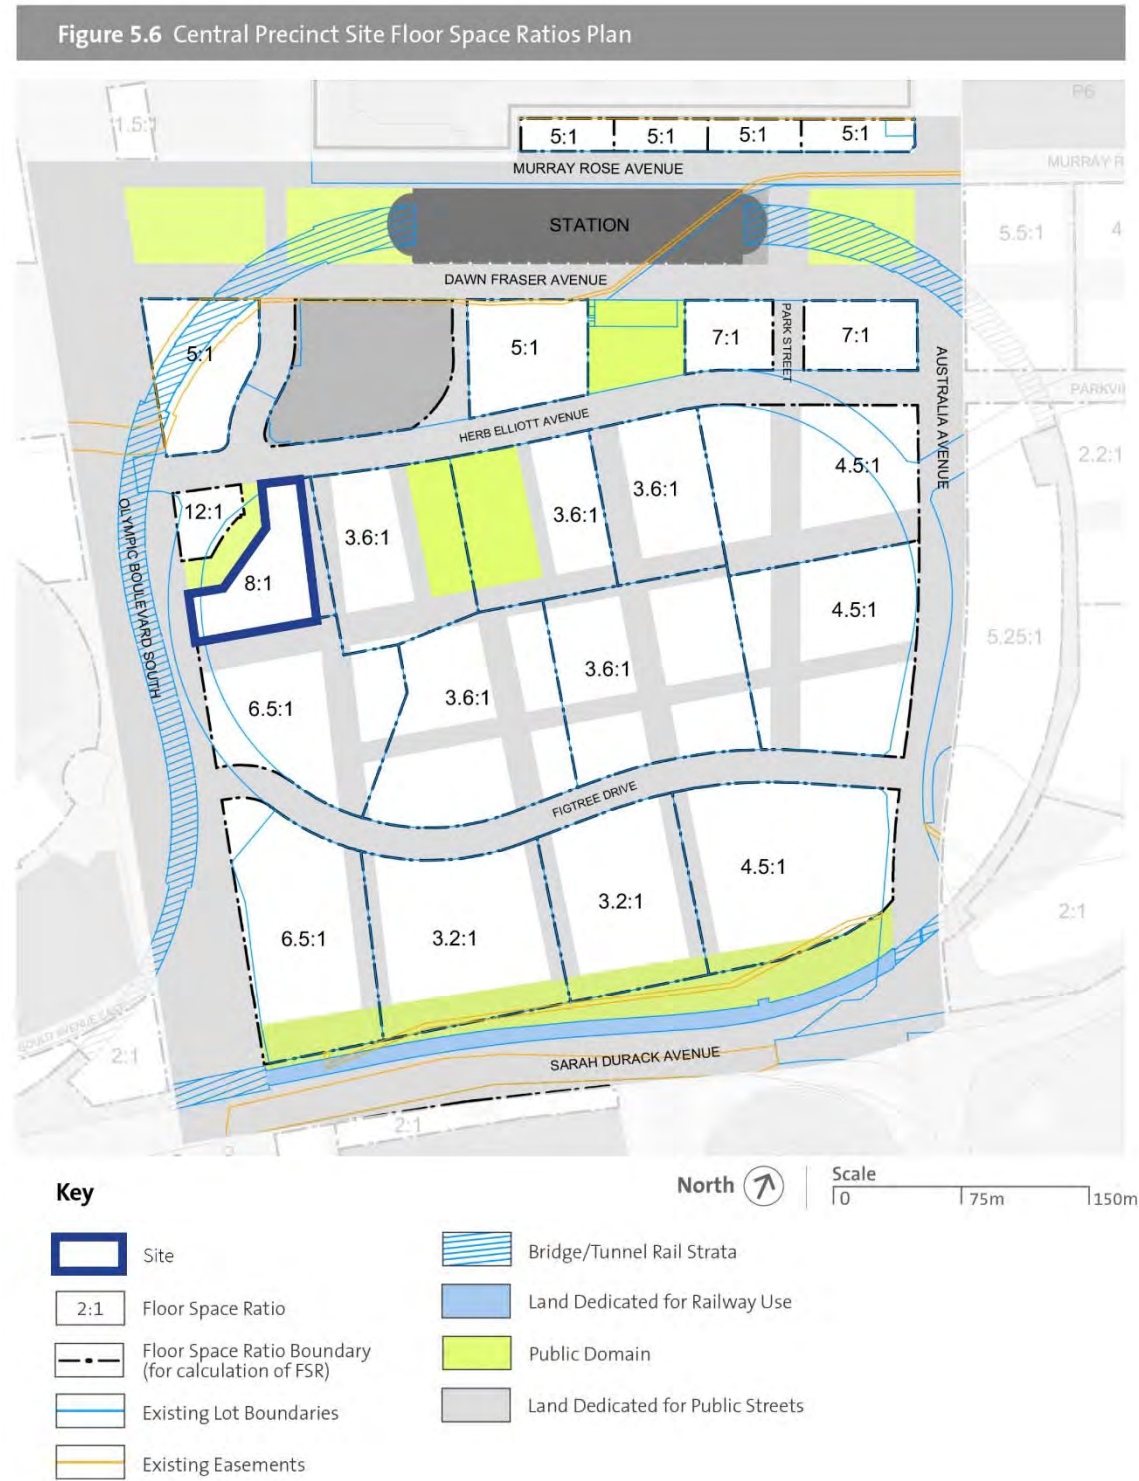 Figure 5.6 Central Precinct Site Floor Space Ratios Plan
P6
1.5:1
5:1 5:1 5:1 5:1
MURRAY ROSE AVENUE
MURRAY R
STATION
5.5:1
4
DAWN FRASER AVENUE
5:1
5:1
7:1
PARK STREET
7:1
AUSTRALIA AVENUE
PARKVI
HERB ELLIOTT AVENUE
2.2:1
4.5:1
3.6:1
12:1
3.6:1
3.6:1
OLYMPIC BOULEVARD SOUTH
8:1
4.5:1
5.25:1
3.6:1
3.6:1
6.5:1
FIGTREE DRIVE
4.5:1
3.2:1
2:1
6.5:1
3.2:1
2:1
SARAH DURACK AVENUE
2:1
Key
North
Scale
0 75m 150m
Site
2:1 Floor Space Ratio
Floor Space Ratio Boundary
(for calculation of FSR)
Existing Lot Boundaries
Existing Easements
Bridge/Tunnel Rail Strata
Land Dedicated for Railway Use
Public Domain
Land Dedicated for Public Streets